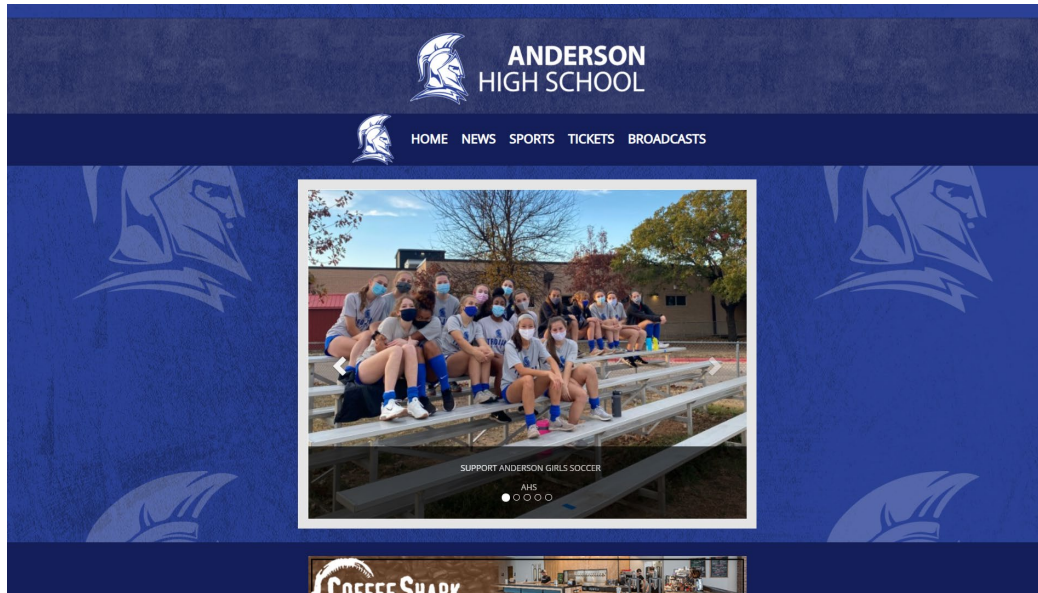 ANDERSON
HIGH SCHOOL
HOME NEWS SPORTS TICKETS BROADCASTS
SUPPORT ANDERSON GIRLS SOCCER
AHS
COFFEE SHARK